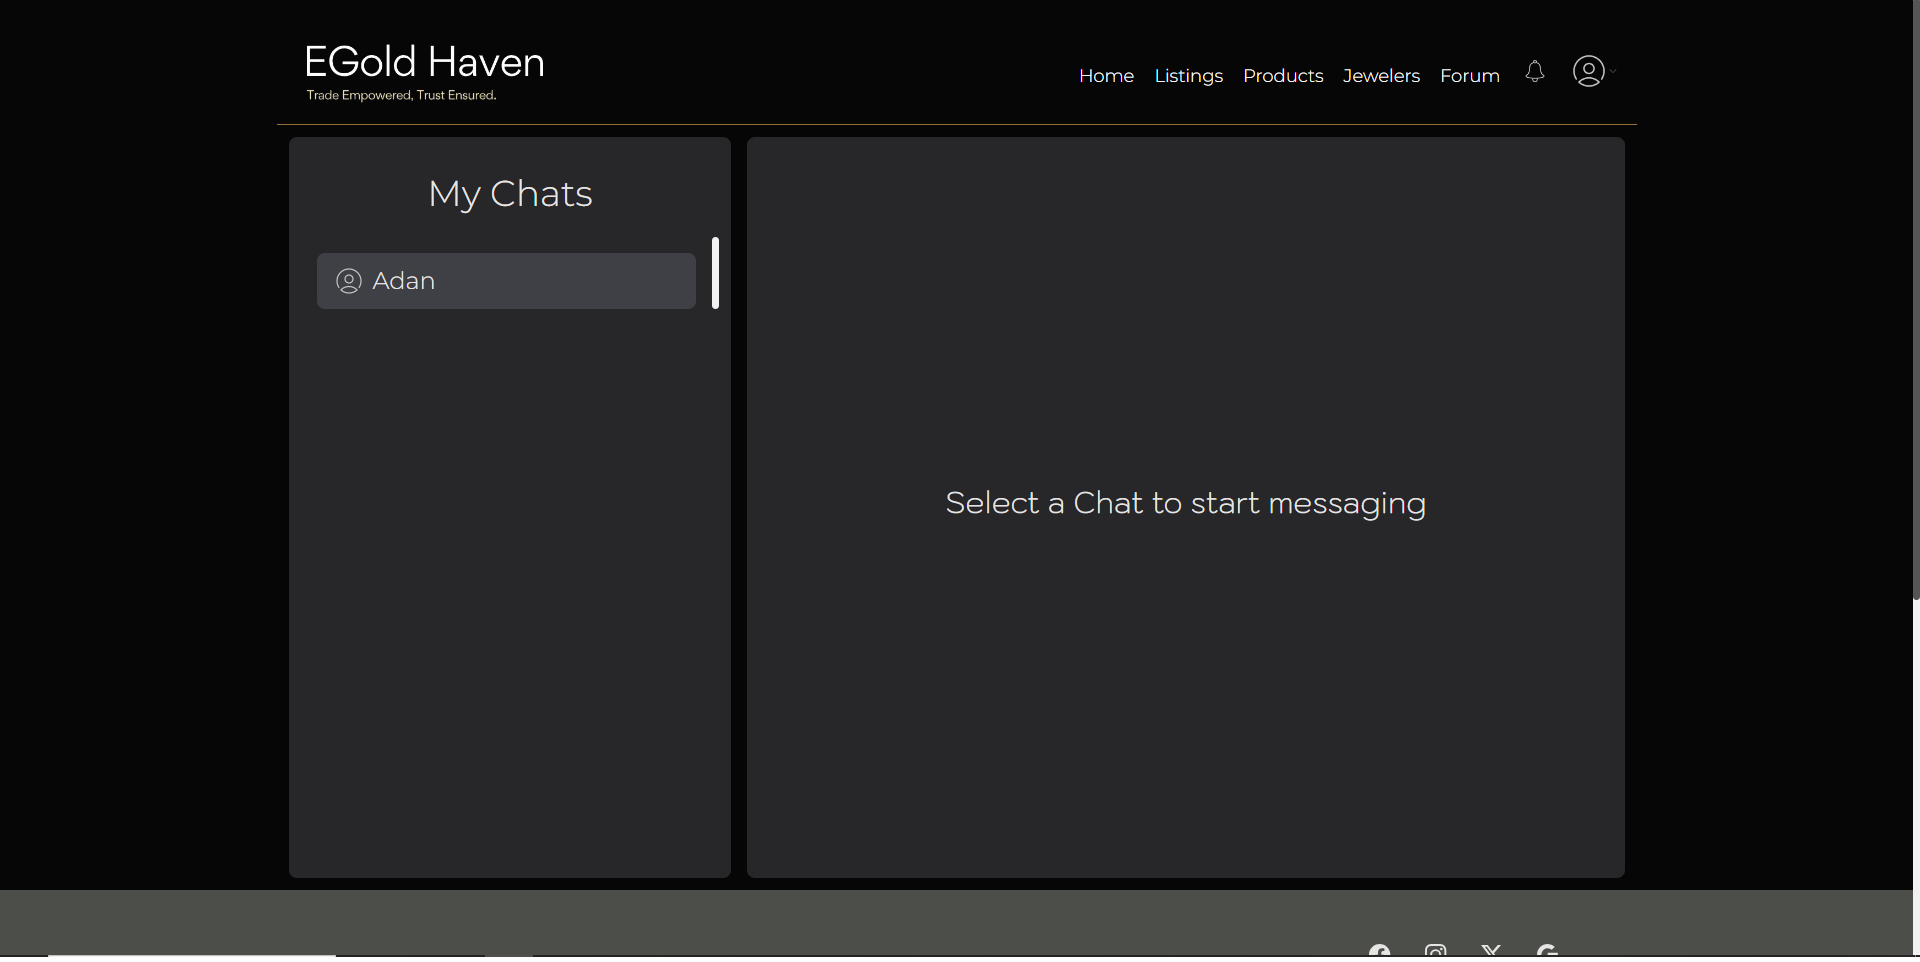 EGold Haven
Trade Empowered, Trust Ensured.
Home Listings Products Jewelers Forum
My Chats
Adan
Select a Chat to start messaging